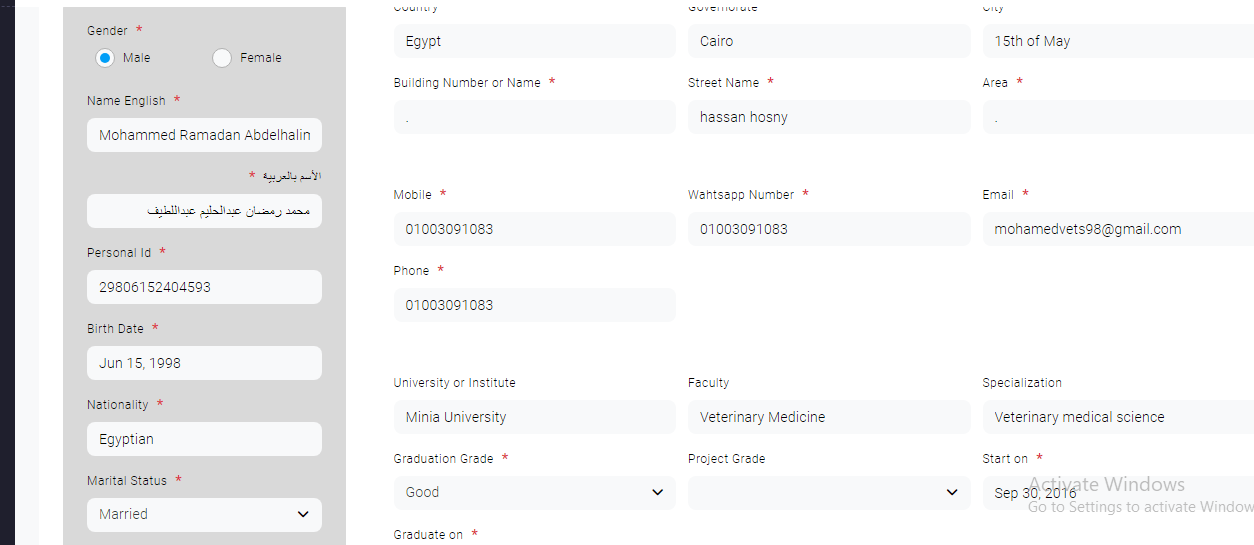 Gender *
Male
Female
Name English *
Mohammed Ramadan Abdelhalin
الأسم بالعربية *
محمد رمضان عبدالحليم عبداللطيف
Personal Id *
29806152404593
Birth Date *
Jun 15, 1998
Nationality *
Egyptian
Marital Status *
Married
Country
Governorate
City
Egypt
Cairo
15th of May
Building Number or Name *
Street Name *
Area *
.
hassan hosny
.
Mobile *
Wahtsapp Number *
Email *
01003091083
01003091083
mohamedvets98@gmail.com
Phone *
01003091083
University or Institute
Faculty
Specialization
Minia University
Veterinary Medicine
Veterinary medical science
Graduation Grade *
Project Grade
Start on *
Good
Sep 30, 2016
Graduate on *
Activate Windows
Go to Settings to activate Window